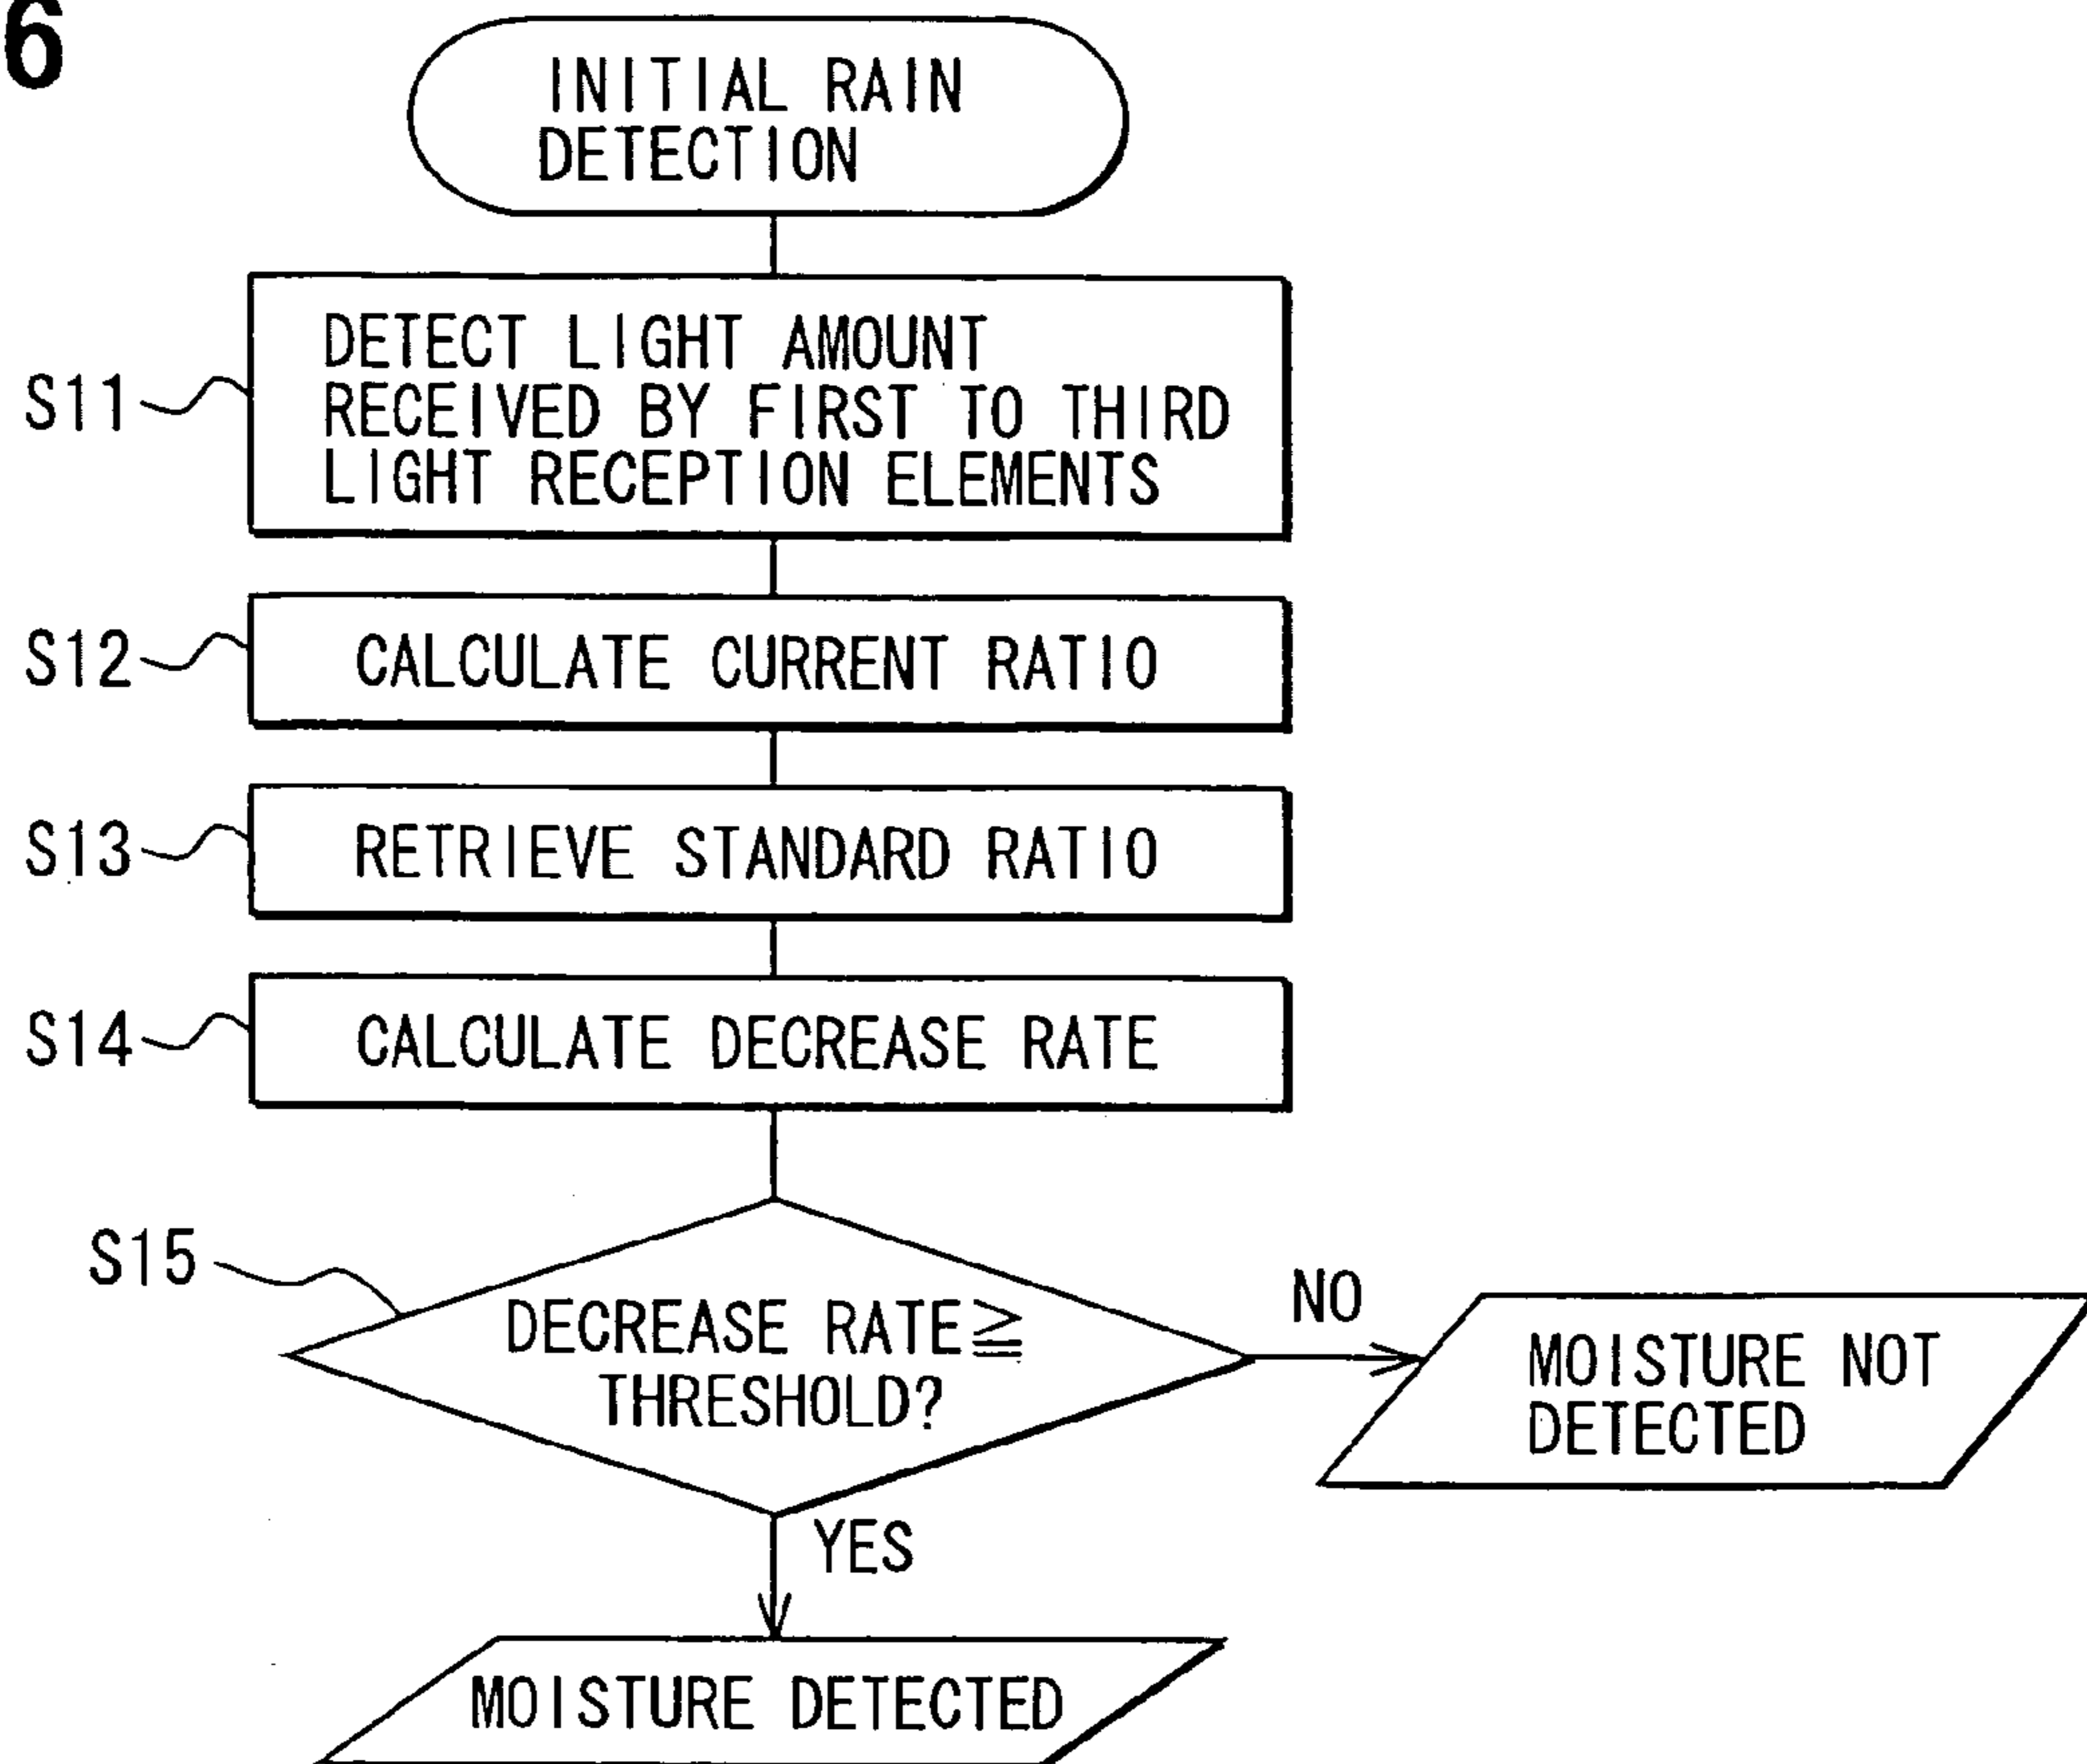 6
INITIAL RAIN
DETECTION
S11
DETECT LIGHT AMOUNT
RECEIVED BY FIRST TO THIRD
LIGHT RECEPTION ELEMENTS
S12
CALCULATE CURRENT RATIO
S13
RETRIEVE STANDARD RATIO
S14
CALCULATE DECREASE RATE
S15
DECREASE RATE≧
THRESHOLD?
NO
MOISTURE NOT
DETECTED
YES
MOISTURE DETECTED